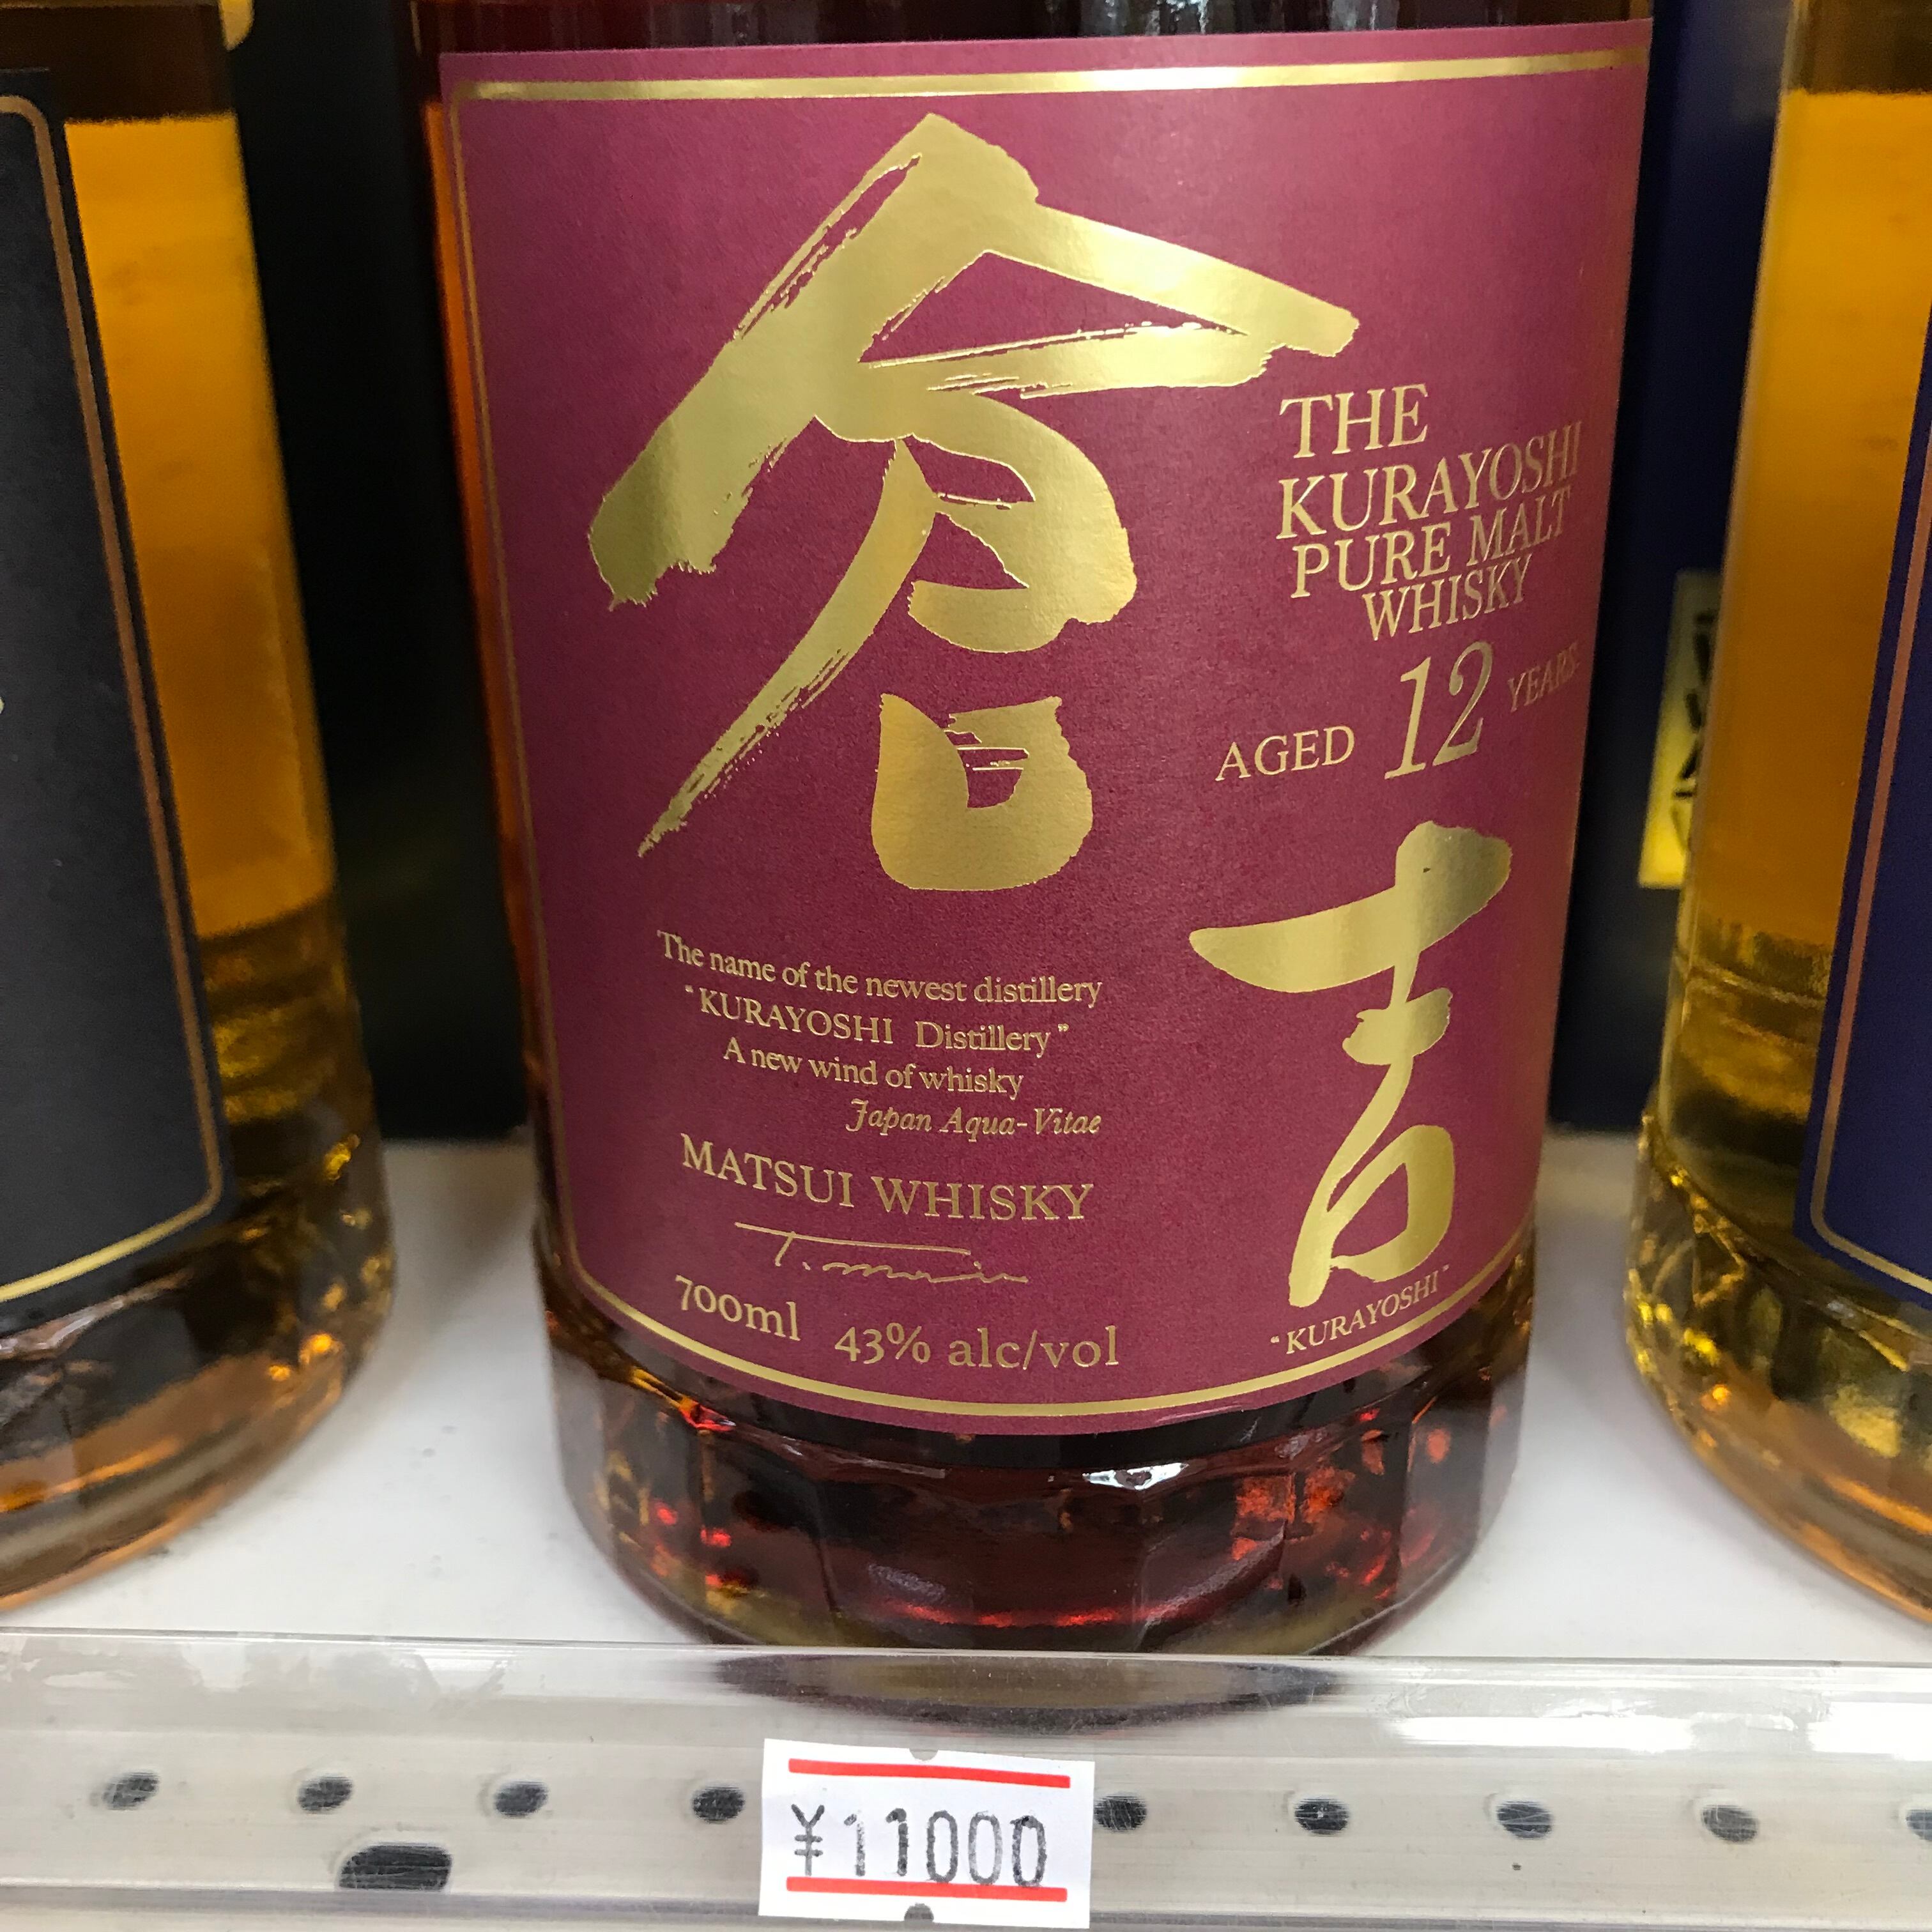 倉吉
THE
KURAYOSHI
PURE MALT
WHISKY
AGED 12 YEARS
The name of the newest distillery
"KURAYOSHI Distillery"
A new wind of whisky
Japan Aqua-Vitae
MATSUI WHISKY
700ml 43% alc/vol
"KURAYOSHI"
¥11000